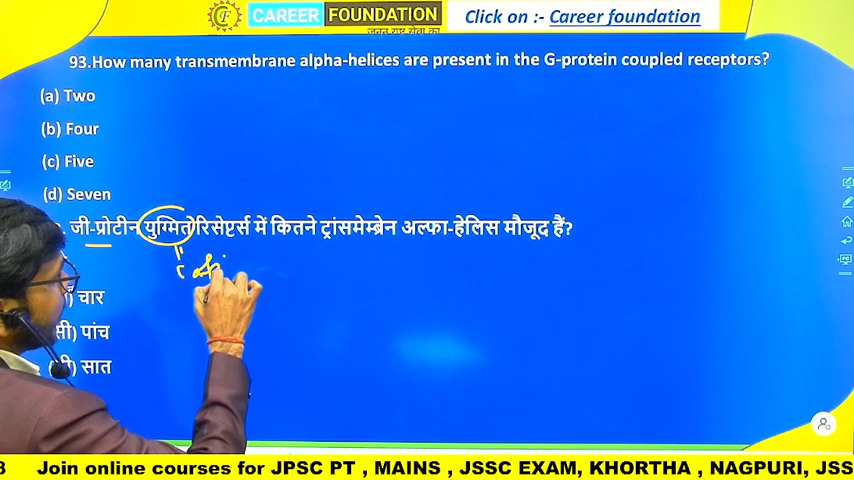 CAREER FOUNDATION
जनन राष्ट्र सेवा का
Click on :- Career foundation
93.How many transmembrane alpha-helices are present in the G-protein coupled receptors?
(a) Two
(b) Four
(c) Five
(d) Seven
जी-प्रोटीन युग्मित रिसेप्टर्स में कितने ट्रांसमेम्ब्रेन अल्फा-हेलिस मौजूद हैं?
चार
सी) पांच
सात
Join online courses for JPSC PT , MAINS , JSSC EXAM, KHORTHA , NAGPURI, JSS